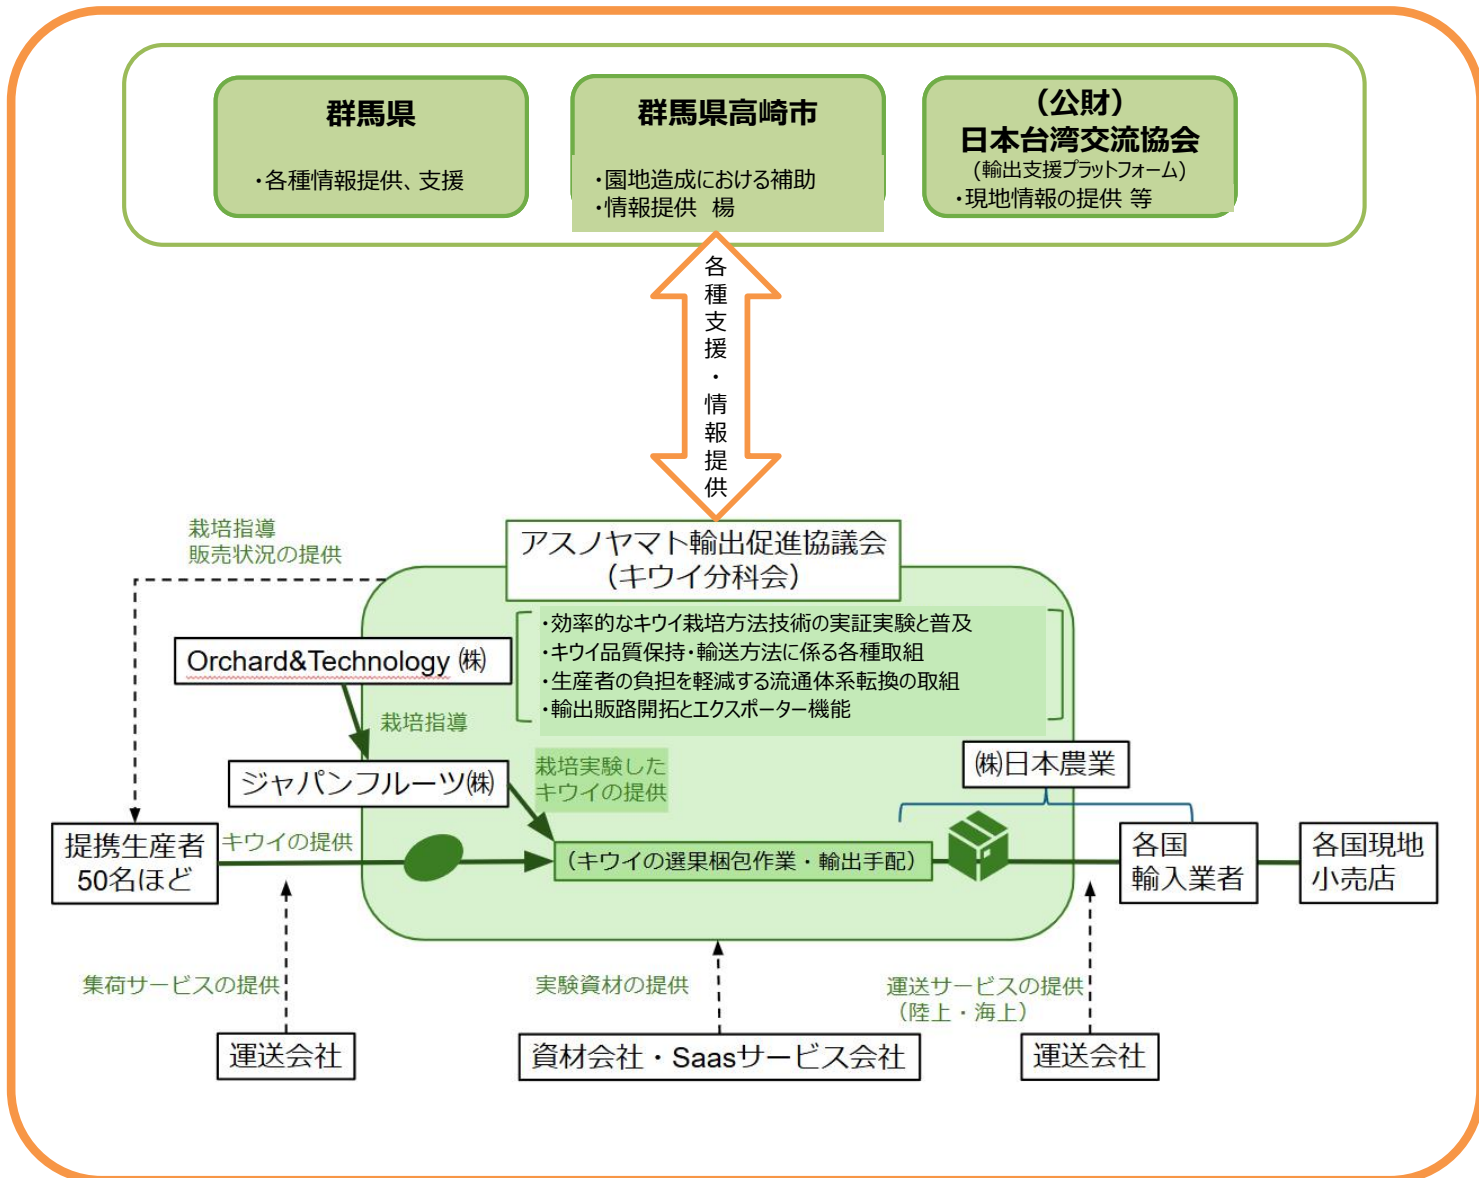 群馬県
・各種情報提供、支援
群馬県高崎市
・園地造成における補助
・情報提供　楊
（公財）
日本台湾交流協会
(輸出支援プラットフォーム)
・現地情報の提供 等
各種支援・情報提供
アスノヤマト輸出促進協議会
（キウイ分科会）
・効率的なキウイ栽培方法技術の実証実験と普及
・キウイ品質保持・輸送方法に係る各種取組
・生産者の負担を軽減する流通体系転換の取組
・輸出販路開拓とエクスポーター機能
栽培指導
販売状況の提供
Orchard&Technology ㈱
栽培指導
ジャパンフルーツ㈱
栽培実験した
キウイの提供
㈱日本農業
提携生産者
50名ほど
キウイの提供
（キウイの選果梱包作業・輸出手配）
各国
輸入業者
各国現地
小売店
集荷サービスの提供
実験資材の提供
運送サービスの提供
（陸上・海上）
運送会社
資材会社・Saasサービス会社
運送会社